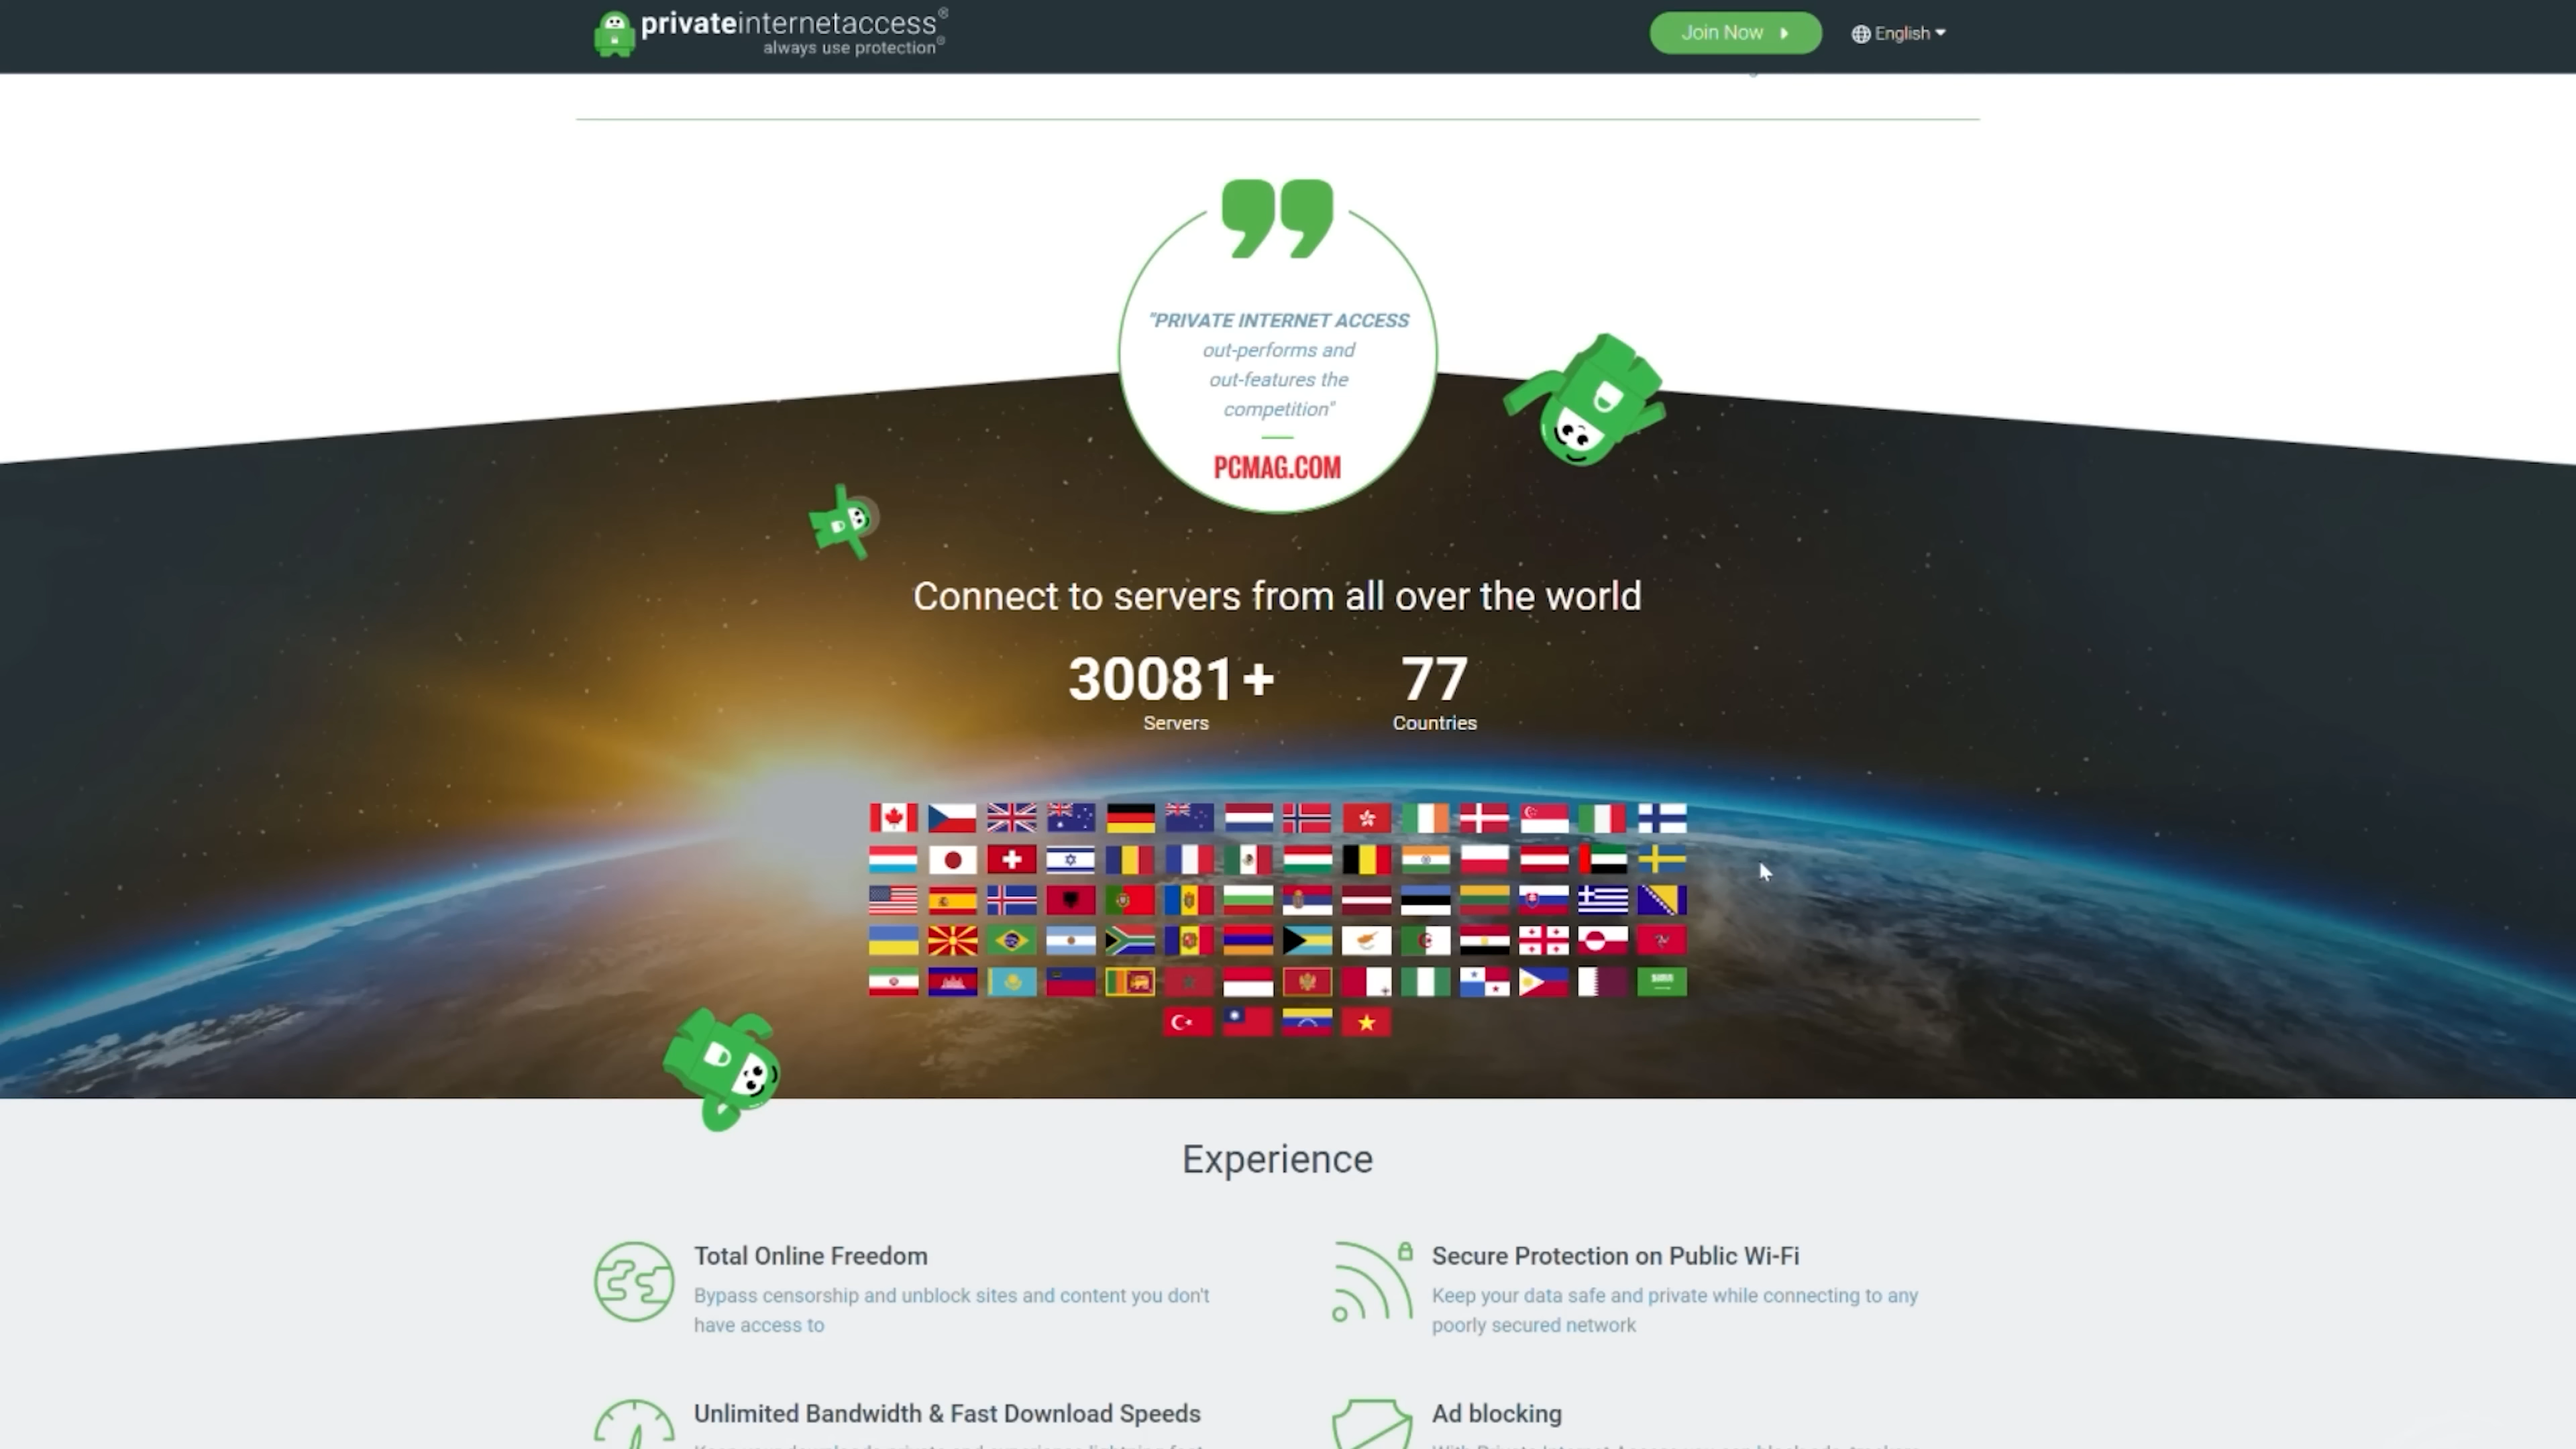 privateinternetaccess®
always use protection®
Join Now
English
"PRIVATE INTERNET ACCESS
out-performs and
out-features the
competition"
PCMAG.COM
Connect to servers from all over the world
30081+ 77
Servers Countries
Experience
Total Online Freedom
Bypass censorship and unblock sites and content you don't
have access to
Secure Protection on Public Wi-Fi
Keep your data safe and private while connecting to any
poorly secured network
Unlimited Bandwidth & Fast Download Speeds
Ad blocking